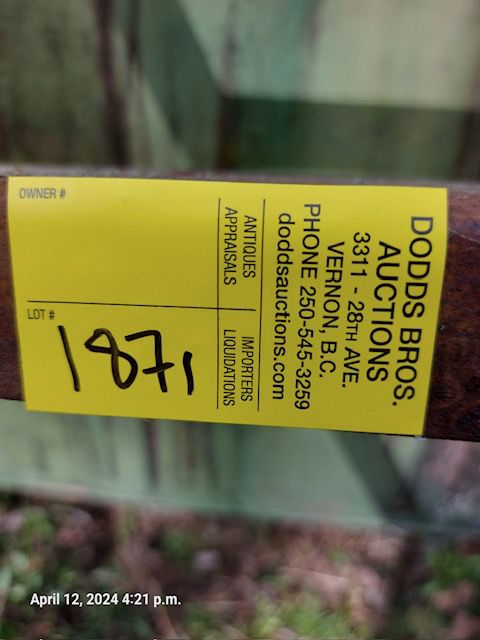 DODDS BROS.
AUCTIONS
3311 - 28TH AVE.
VERNON, B.C.
PHONE 250-545-3259
doddsauctions.com
ANTIQUES
APPRAISALS
IMPORTERS
LIQUIDATIONS
OWNER #
LOT #
1871
April 12, 2024 4:21 p.m.